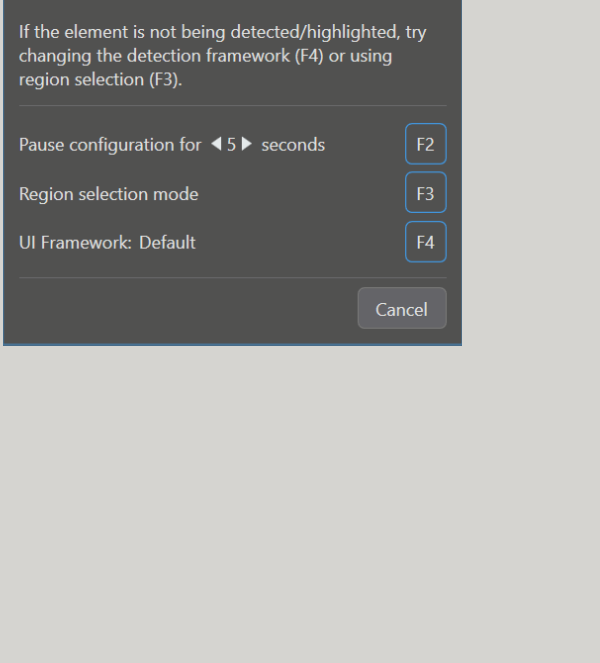 If the element is not being detected/highlighted, try
changing the detection framework (F4) or using
region selection (F3).
Pause configuration for ◀ 5 ▶ seconds F2
Region selection mode F3
UI Framework: Default F4
Cancel